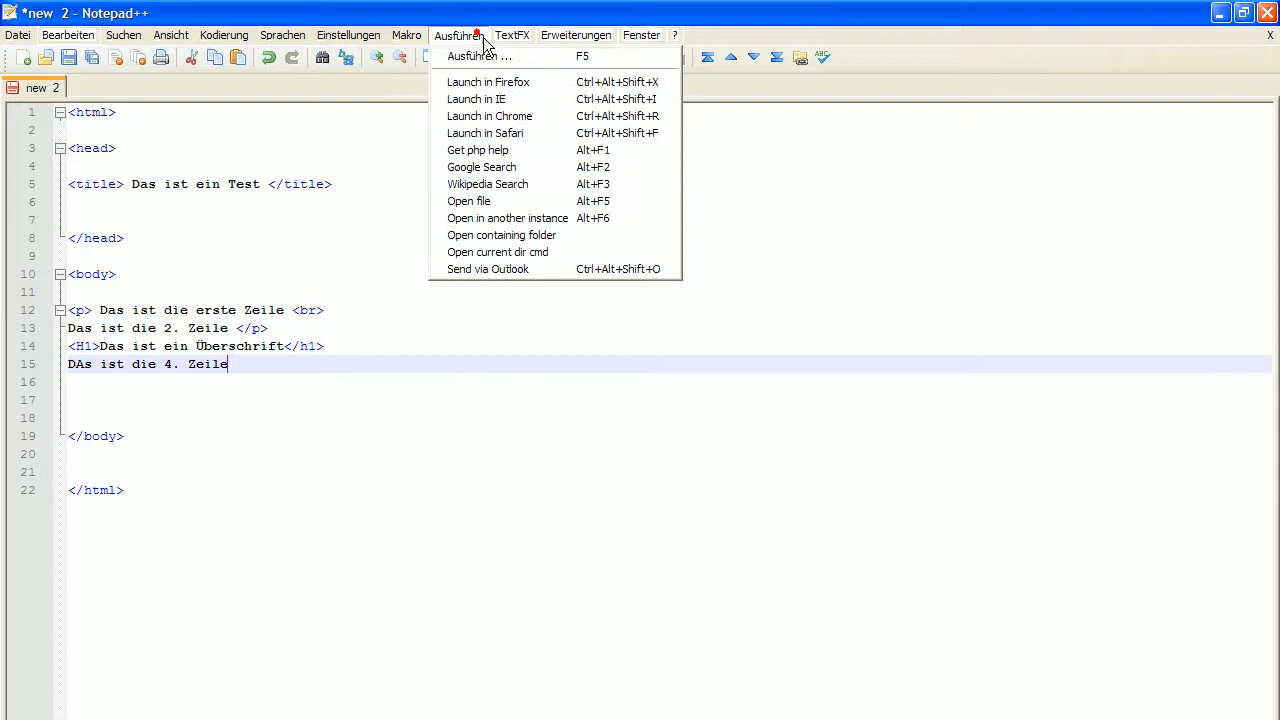 *new  2 - Notepad++
Datei Bearbeiten Suchen Ansicht Kodierung Sprachen Einstellungen Makro Ausführen TextFX Erweiterungen Fenster ? X
new  2
Ausführen ... F5
Launch in Firefox Ctrl+Alt+Shift+X
Launch in IE Ctrl+Alt+Shift+I
Launch in Chrome Ctrl+Alt+Shift+R
Launch in Safari Ctrl+Alt+Shift+F
Get php help Alt+F1
Google Search Alt+F2
Wikipedia Search Alt+F3
Open file Alt+F5
Open in another instance Alt+F6
Open containing folder
Open current dir cmd
Send via Outlook Ctrl+Alt+Shift+O
1 <html>
2
3 <head>
4
5 <title> Das ist ein Test </title>
6
7
8 </head>
9
10 <body>
11
12 <p> Das ist die erste Zeile <br>
13 Das ist die 2. Zeile </p>
14 <H1>Das ist ein Überschrift</h1>
15 DAs ist die 4. Zeile
16
17
18
19 </body>
20
21
22 </html>